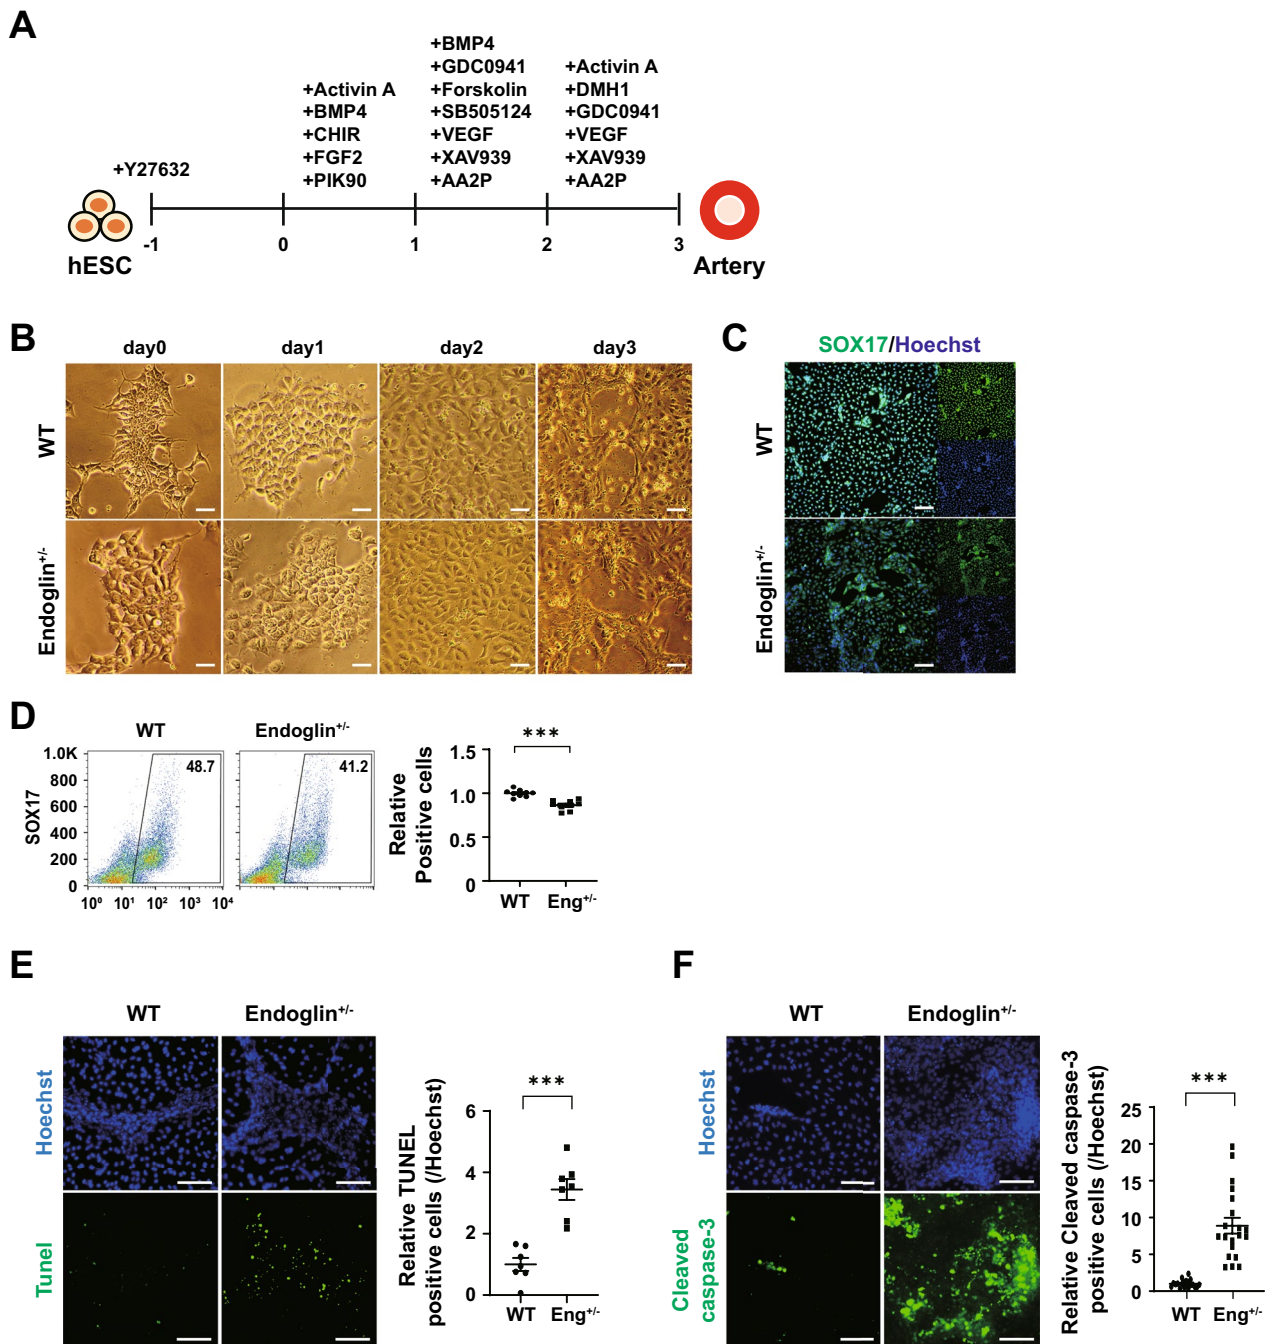 A
+Y27632
+Activin A
+BMP4
+CHIR
+FGF2
+PIK90
+BMP4
+GDC0941
+Forskolin
+SB505124
+VEGF
+XAV939
+AA2P
+Activin A
+DMH1
+GDC0941
+VEGF
+XAV939
+AA2P
-1 0 1 2 3
hESC
Artery
B
day0 day1 day2 day3
WT
Endoglin+/-
C
SOX17/Hoechst
WT
Endoglin+/-
D
WT Endoglin+/-
SOX17
1.0K
800
600
400
200
0
48.7
41.2
10⁰ 10¹ 10² 10³ 10⁴
Relative
Positive cells
1.5
1.0
0.5
0
***
WT Eng+/-
E
WT Endoglin+/-
Hoechst
Tunel
Relative TUNEL
positive cells (/Hoechst)
6
4
2
0
***
WT Eng+/-
F
WT Endoglin+/-
Hoechst
Cleaved
caspase-3
Relative Cleaved caspase-3
positive cells (/Hoechst)
25
20
15
10
5
0
***
WT Eng+/-